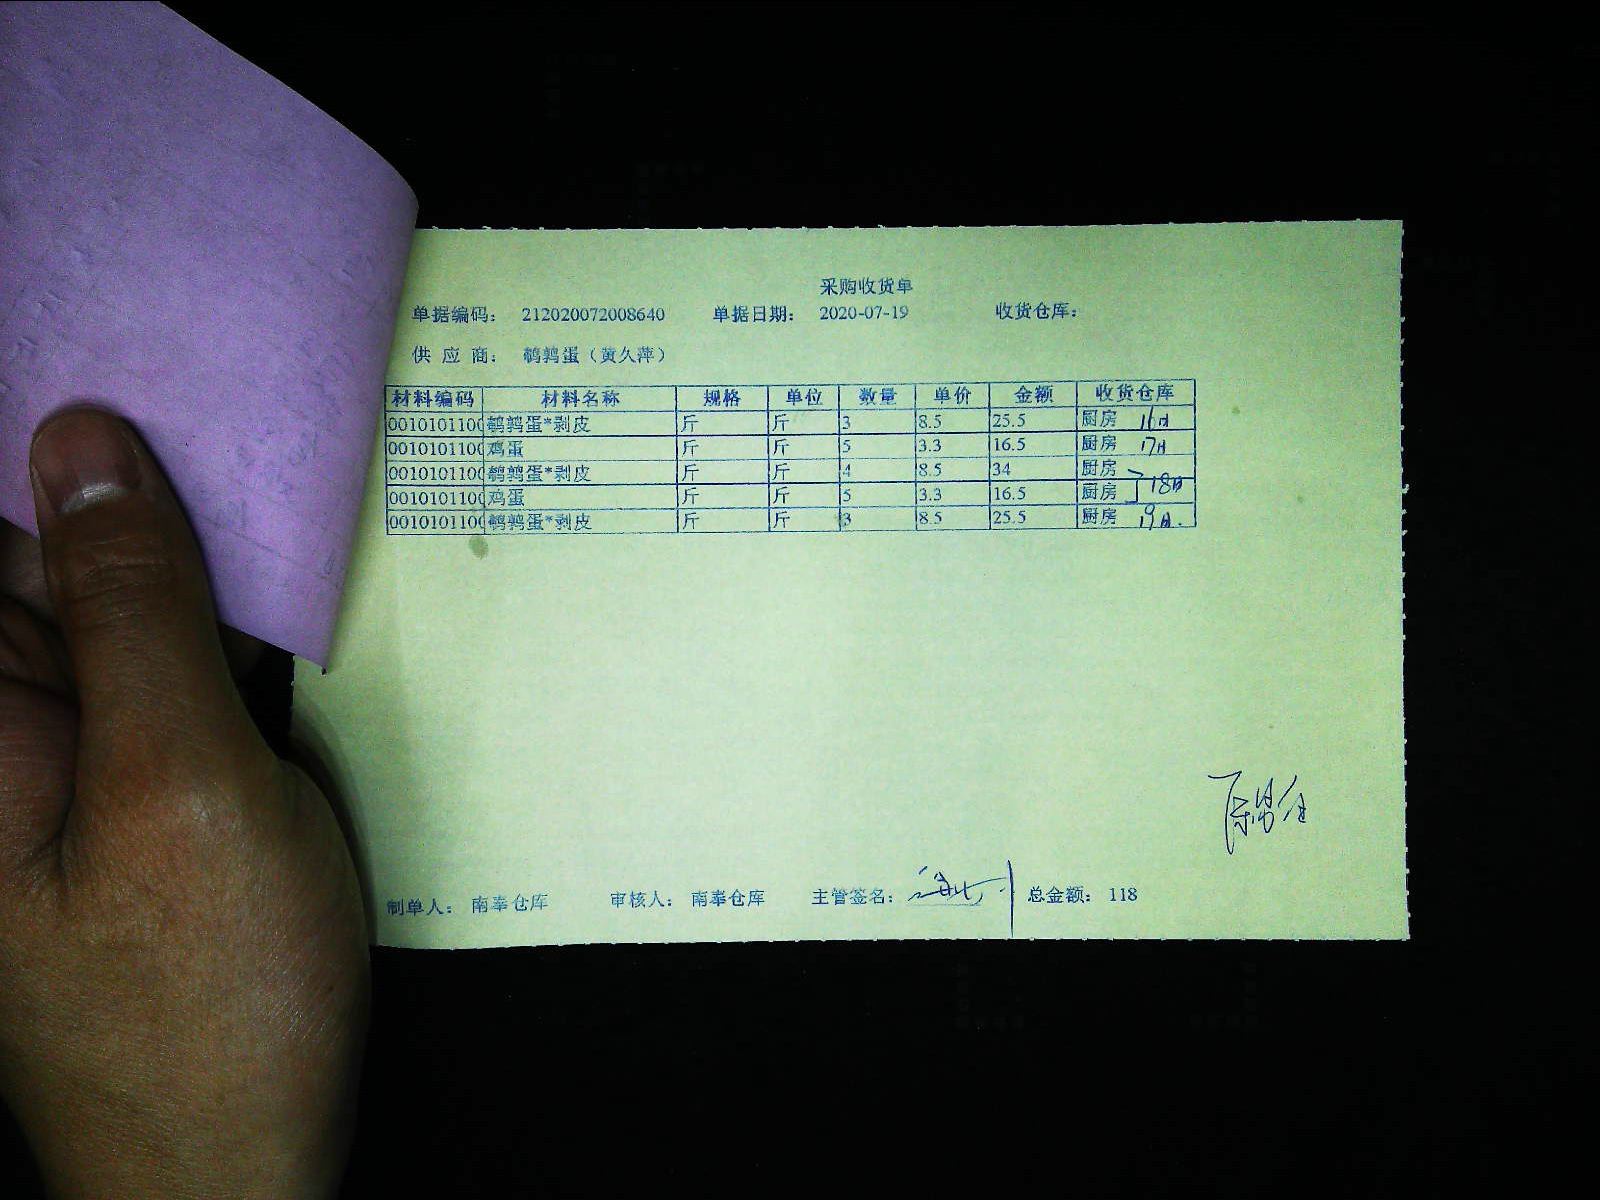 采购收货单
单据编码： 212020072008640 单据日期： 2020-07-19 收货仓库：
供 应 商： 鹌鹑蛋（黄久萍）
材料编码 材料名称 规格 单位 数量 单价 金额 收货仓库
0010101100 鹌鹑蛋*剥皮 斤 斤 3 8.5 25.5 厨房 16日
0010101100 鸡蛋 斤 斤 5 3.3 16.5 厨房 17日
0010101100 鹌鹑蛋*剥皮 斤 斤 4 8.5 34 厨房
0010101100 鸡蛋 斤 斤 5 3.3 16.5 厨房 18日
0010101100 鹌鹑蛋*剥皮 斤 斤 3 8.5 25.5 厨房 19日.
制单人： 南奉仓库 审核人： 南奉仓库 主管签名： 总金额： 118